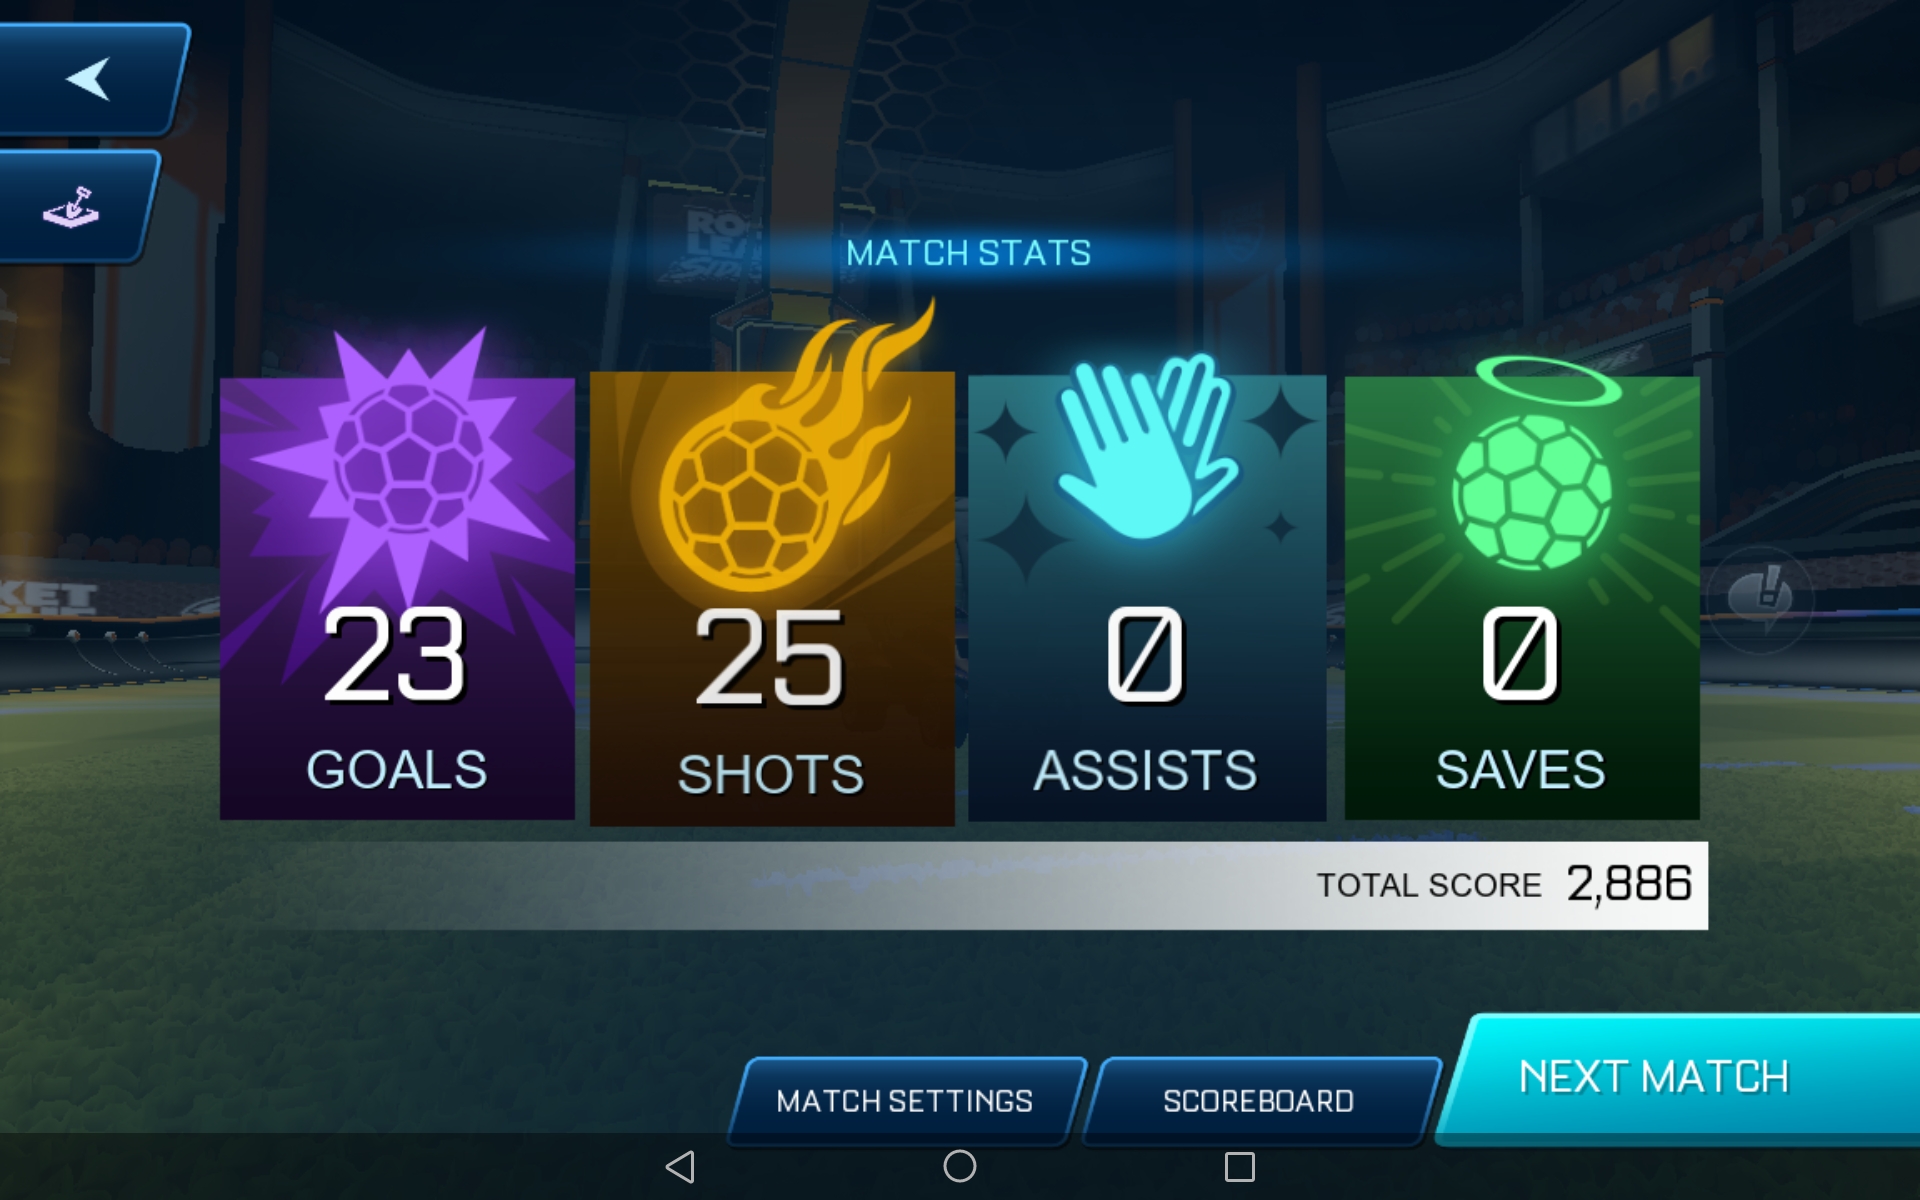 MATCH STATS
23
GOALS
25
SHOTS
0
ASSISTS
0
SAVES
TOTAL SCORE 2,886
MATCH SETTINGS
SCOREBOARD
NEXT MATCH